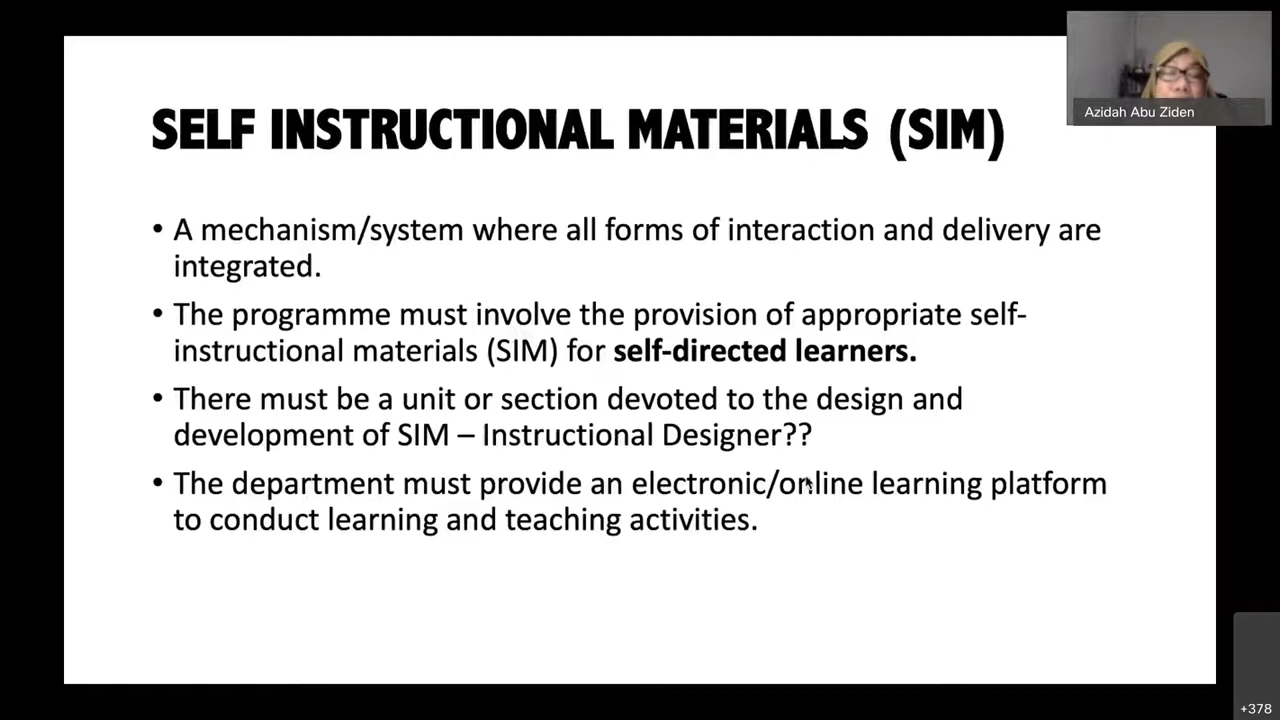 SELF INSTRUCTIONAL MATERIALS (SIM)
Azidah Abu Ziden
• A mechanism/system where all forms of interaction and delivery are
integrated.
• The programme must involve the provision of appropriate self-
instructional materials (SIM) for self-directed learners.
• There must be a unit or section devoted to the design and
development of SIM – Instructional Designer??
• The department must provide an electronic/online learning platform
to conduct learning and teaching activities.
+378